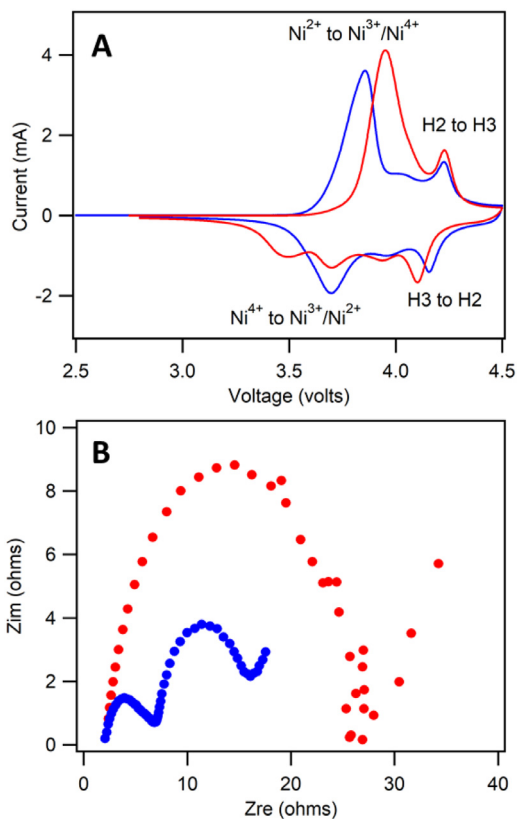 A
Ni²⁺ to Ni³⁺/Ni⁴⁺
H2 to H3
H3 to H2
Ni⁴⁺ to Ni³⁺/Ni²⁺
Current (mA)
4
2
0
-2
2.5 3.0 3.5 4.0 4.5
Voltage (volts)
B
Zim (ohms)
10
8
6
4
2
0
0 10 20 30 40
Zre (ohms)